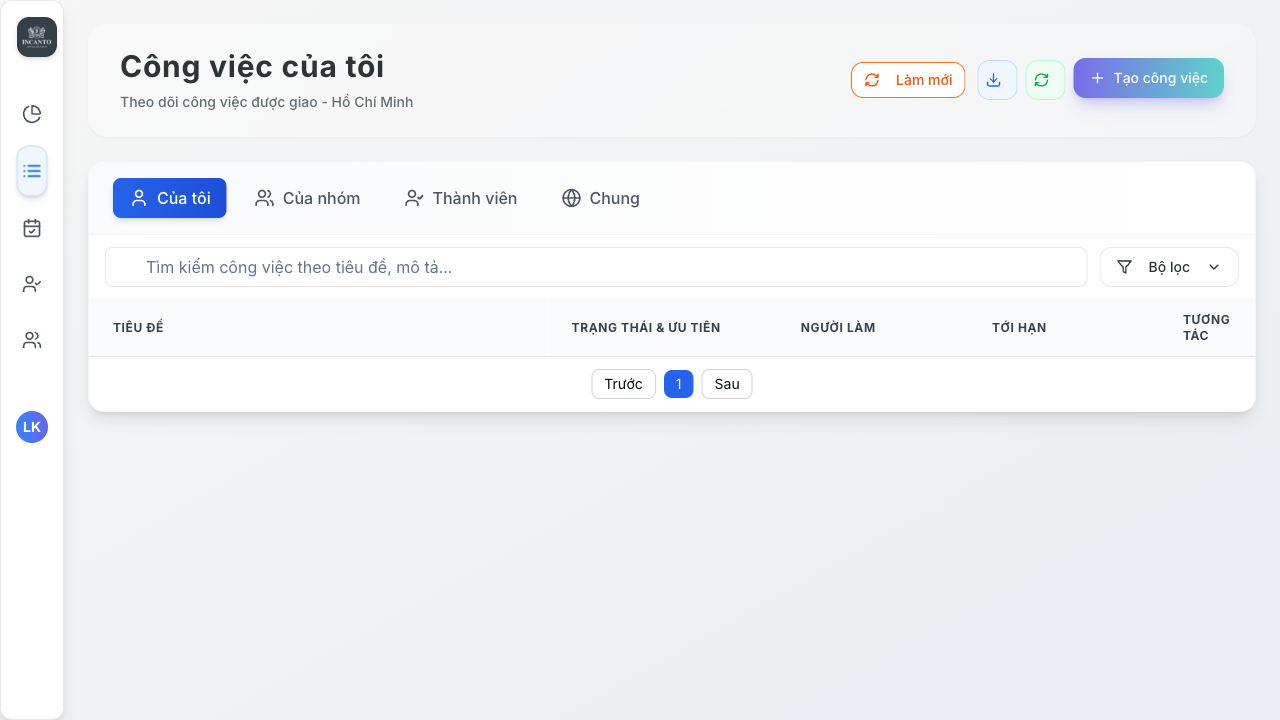 INCANTO
Công việc của tôi
Theo dõi công việc được giao - Hồ Chí Minh
Làm mới
Tạo công việc
Của tôi
Của nhóm
Thành viên
Chung
Tìm kiếm công việc theo tiêu đề, mô tả...
Bộ lọc
TIÊU ĐỀ
TRẠNG THÁI & ƯU TIÊN
NGƯỜI LÀM
TỚI HẠN
TƯƠNG
TÁC
Trước
1
Sau
LK